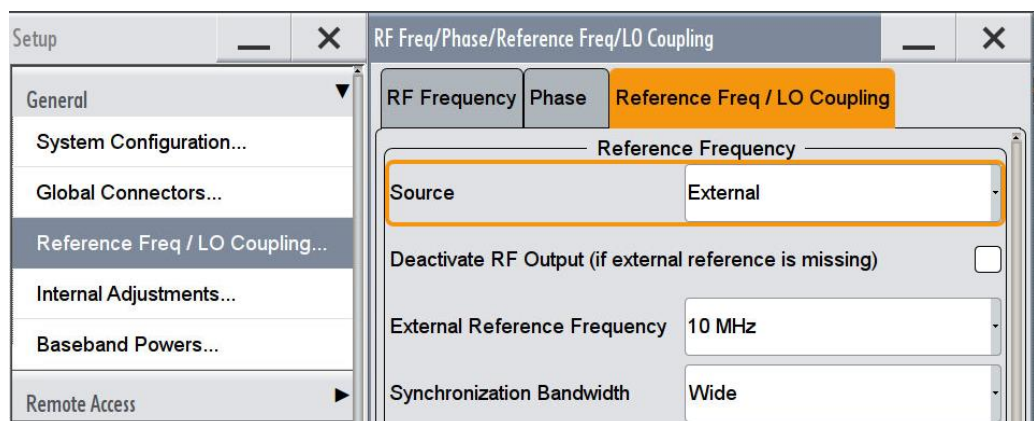 Setup
General
System Configuration...
Global Connectors...
Reference Freq / LO Coupling...
Internal Adjustments...
Baseband Powers...
Remote Access
RF Freq/Phase/Reference Freq/LO Coupling
RF Frequency Phase Reference Freq / LO Coupling
Reference Frequency
Source External
Deactivate RF Output (if external reference is missing)
External Reference Frequency 10 MHz
Synchronization Bandwidth Wide